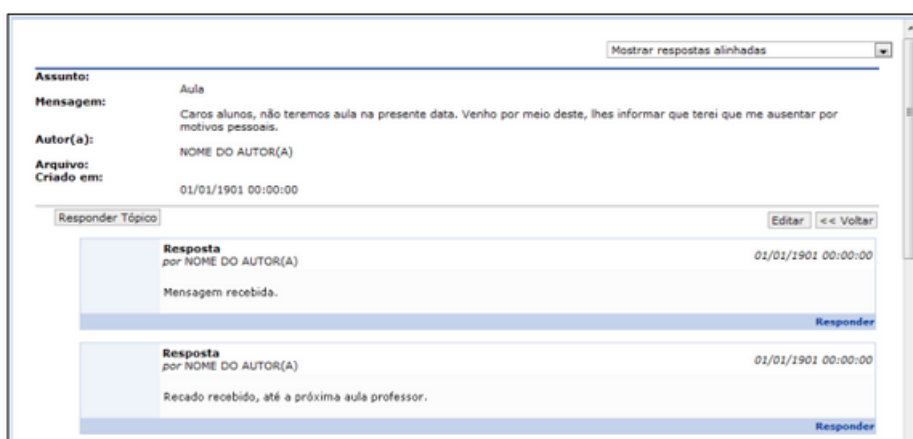 Mostrar respostas alinhadas
Assunto:
Aula
Mensagem:
Caros alunos, não teremos aula na presente data. Venho por meio deste, lhes informar que terei que me ausentar por
motivos pessoais.
Autor(a):
NOME DO AUTOR(A)
Arquivo:
Criado em:
01/01/1901 00:00:00
Responder Tópico
Editar << Voltar
Resposta
por NOME DO AUTOR(A) 01/01/1901 00:00:00
Mensagem recebida.
Responder
Resposta
por NOME DO AUTOR(A) 01/01/1901 00:00:00
Recado recebido, até a próxima aula professor.
Responder